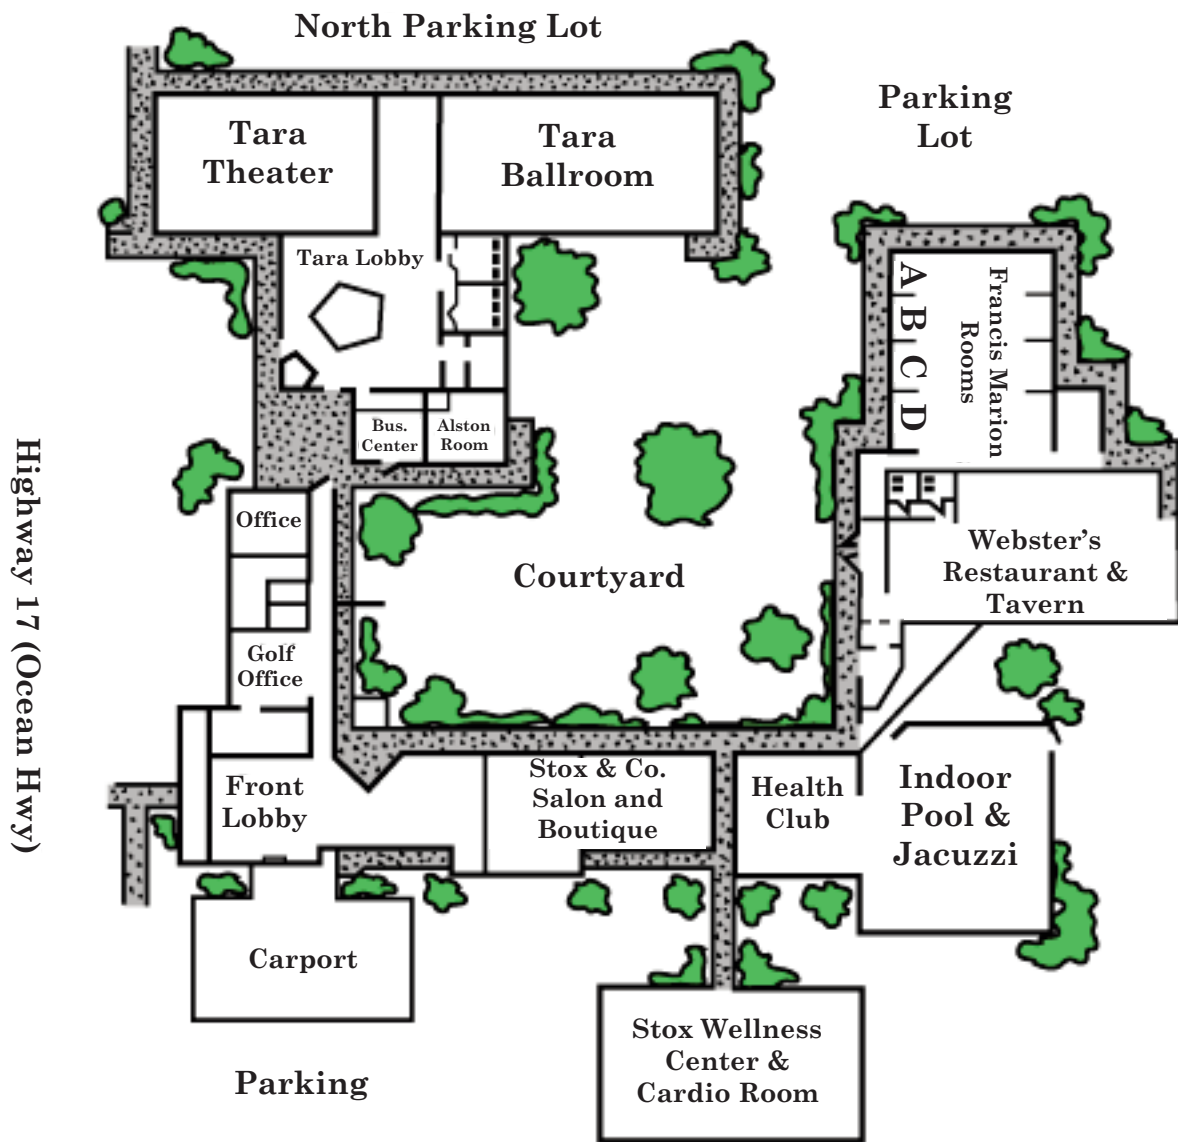 North Parking Lot
Parking
Lot
Tara
Theater
Tara
Ballroom
Tara Lobby
A
B
C
D
Francis Marion
Rooms
Bus.
Center
Alston
Room
Highway 17 (Ocean Hwy)
Office
Courtyard
Webster's
Restaurant &
Tavern
Golf
Office
Front
Lobby
Stox & Co.
Salon and
Boutique
Health
Club
Indoor
Pool &
Jacuzzi
Carport
Stox Wellness
Center &
Cardio Room
Parking